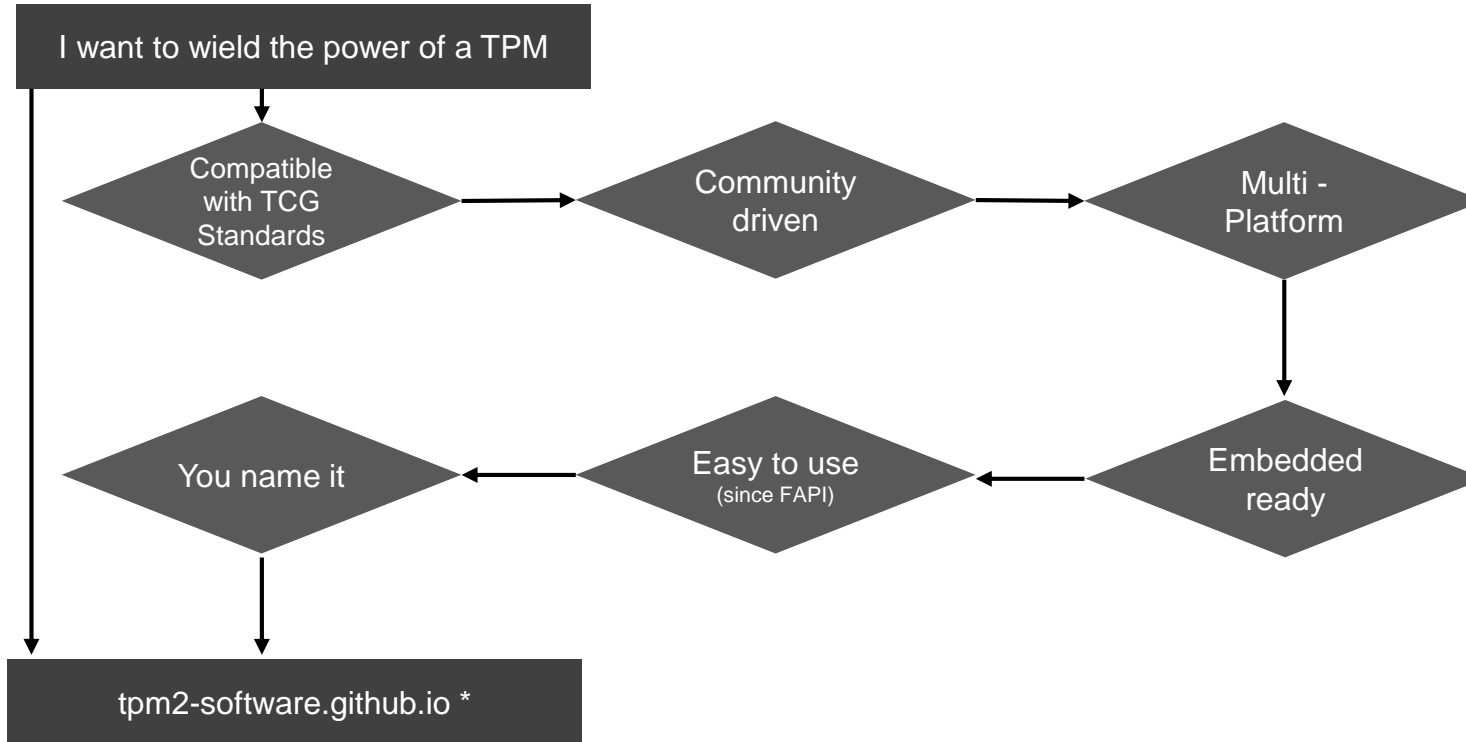 I want to wield the power of a TPM
Compatible
with TCG
Standards
Community
driven
Multi -
Platform
Embedded
ready
Easy to use
(since FAPI)
You name it
tpm2-software.github.io *